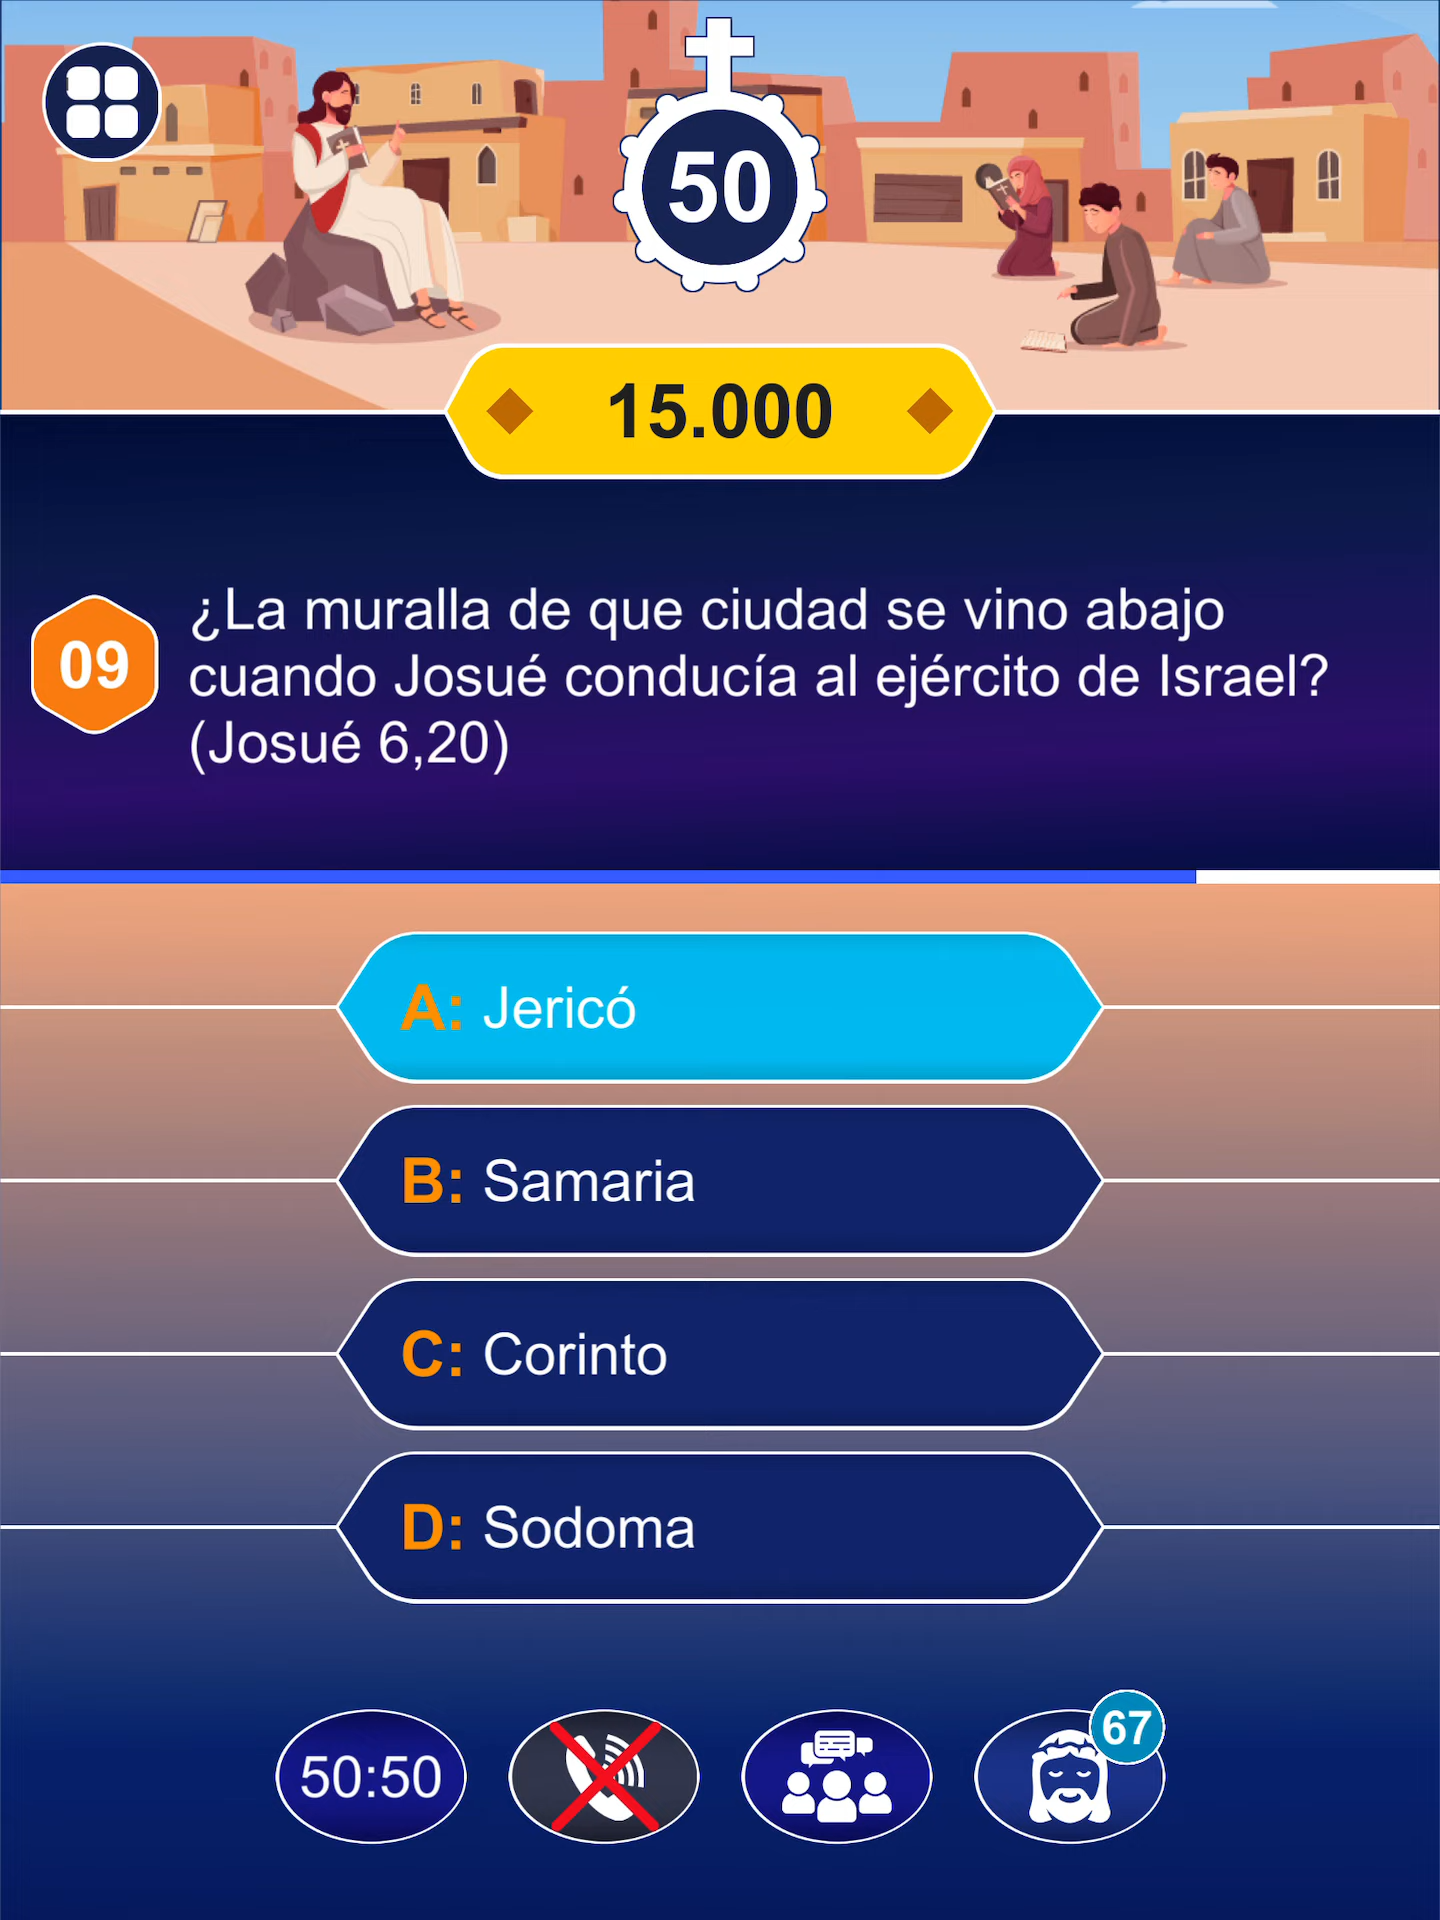 50
15.000
09
¿La muralla de que ciudad se vino abajo
cuando Josué conducía al ejército de Israel?
(Josué 6,20)
A: Jericó
B: Samaria
C: Corinto
D: Sodoma
50:50
67